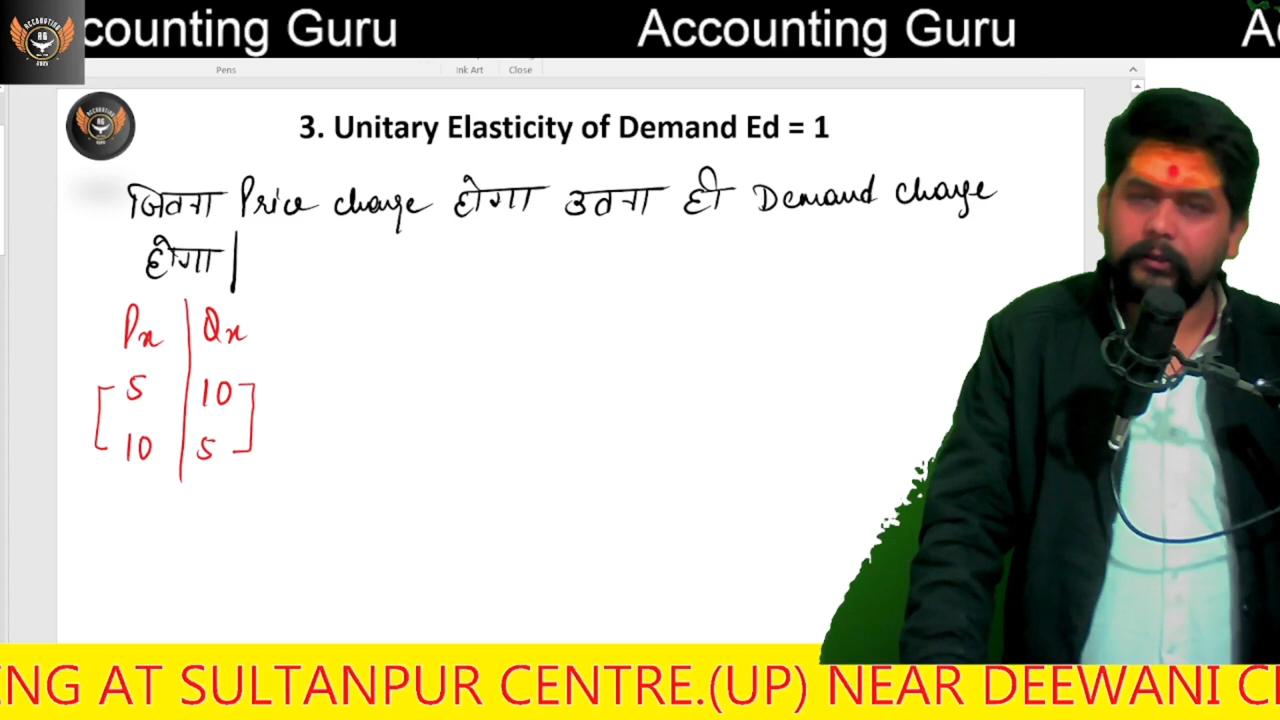 counting Guru Accounting Guru A
Pens Ink Art Close
3. Unitary Elasticity of Demand Ed = 1
जितना Price change होगा उतना ही Demand change
होगा|
Px Qx
5 10
10 5
NG AT SULTANPUR CENTRE.(UP) NEAR DEEWANI C